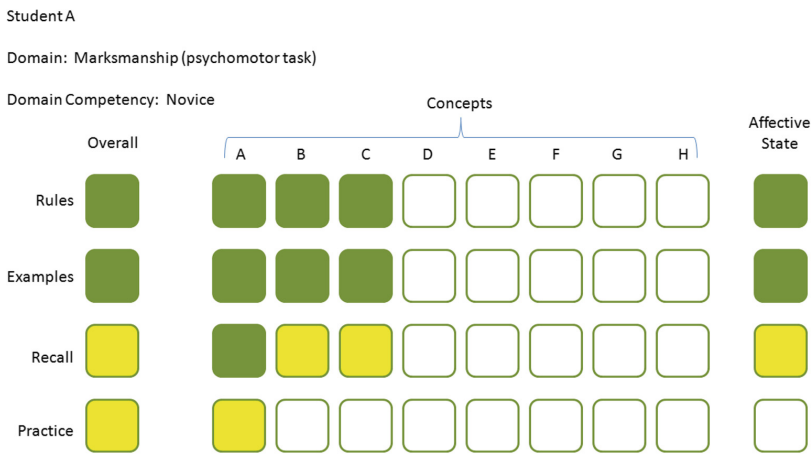 Student A
Domain: Marksmanship (psychomotor task)
Domain Competency: Novice
Concepts
Overall
Affective
State
A B C D E F G H
Rules
Examples
Recall
Practice